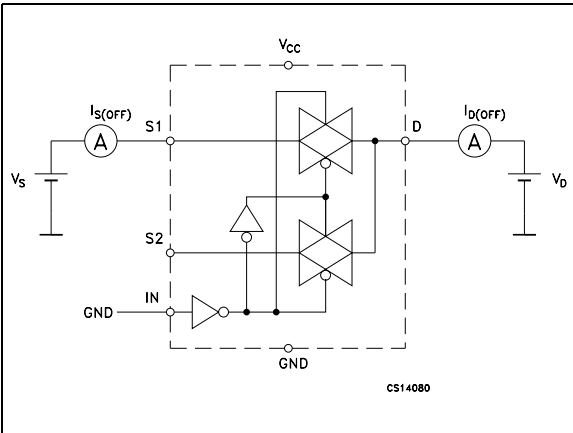 VCC
IS(OFF)
ID(OFF)
S1
D
A
A
VS
VD
S2
IN
GND
GND
CS14080